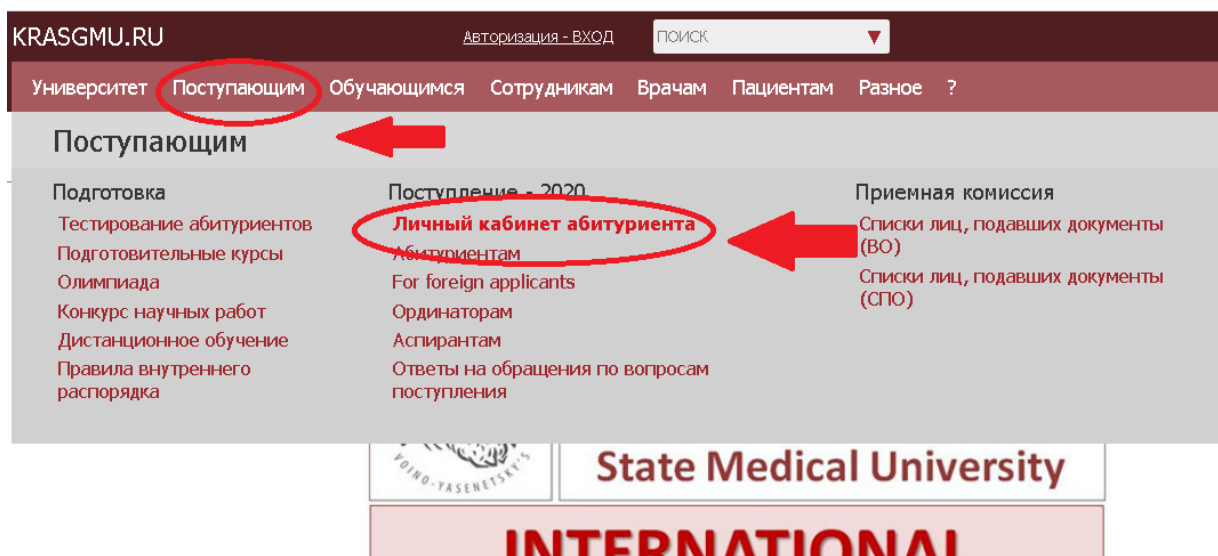 KRASGMU.RU Авторизация - ВХОД ПОИСК
Университет Поступающим Обучающимся Сотрудникам Врачам Пациентам Разное ?
Поступающим
Подготовка
Тестирование абитуриентов
Подготовительные курсы
Олимпиада
Конкурс научных работ
Дистанционное обучение
Правила внутреннего
распорядка
Поступление - 2020
Личный кабинет абитуриента
Абитуриентам
For foreign applicants
Ординаторам
Аспирантам
Ответы на обращения по вопросам
поступления
Приемная комиссия
Списки лиц, подавших документы
(ВО)
Списки лиц, подавших документы
(СПО)
VOINO-YASENETSKY'S
State Medical University
INTERNATIONAL